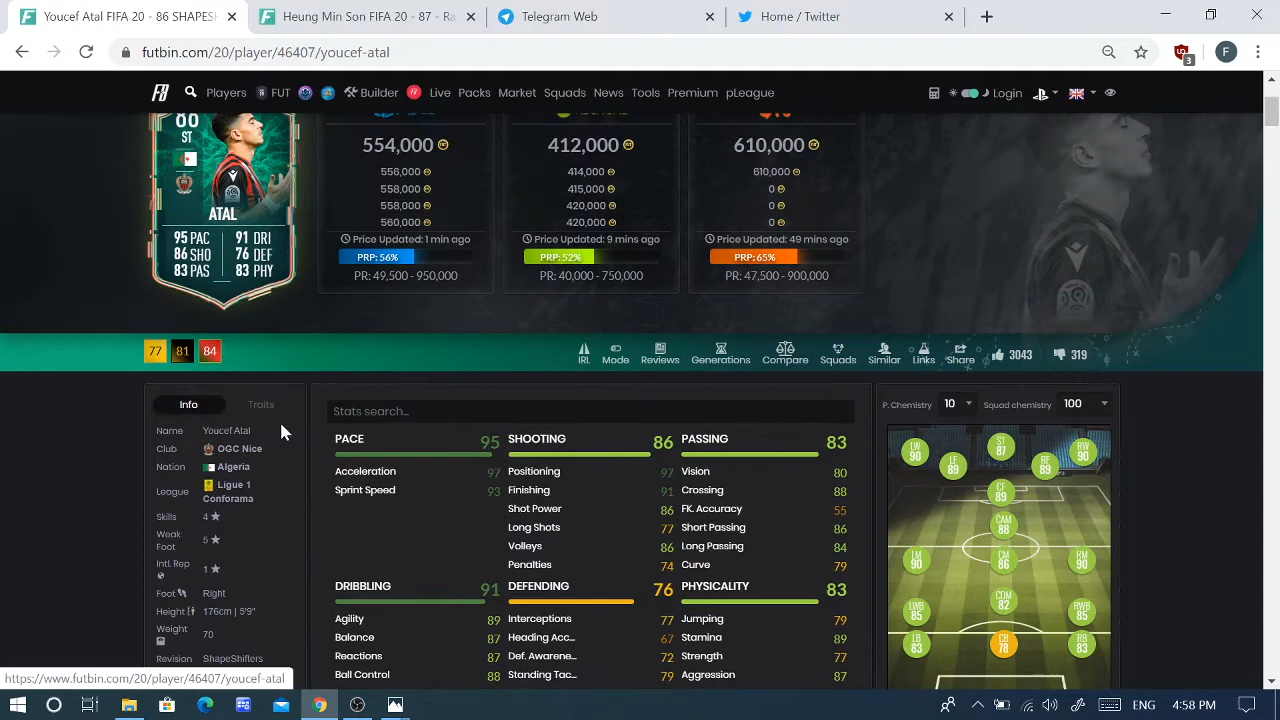 Youcef Atal FIFA 20 - 86 SHAPESH
Heung Min Son FIFA 20 - 87 - Ru
Telegram Web
Home / Twitter
futbin.com/20/player/46407/youcef-atal
3
F
Players
FUT
Builder
Live
Packs
Market
Squads
News
Tools
Premium
pLeague
Login
86
ST
ATAL
95 PAC 91 DRI
86 SHO 76 DEF
83 PAS 83 PHY
554,000
556,000
558,000
558,000
560,000
Price Updated: 1 min ago
PRP: 56%
PR: 49,500 - 950,000
412,000
414,000
415,000
420,000
420,000
Price Updated: 9 mins ago
PRP: 52%
PR: 40,000 - 750,000
610,000
610,000
0
0
0
Price Updated: 49 mins ago
PRP: 65%
PR: 47,500 - 900,000
77 81 84
IRL
Mode
Reviews
Generations
Compare
Squads
Similar
Links
Share
3043
319
Info
Traits
Name Youcef Atal
Club OGC Nice
Nation Algeria
League Ligue 1
Conforama
Skills 4
Weak
Foot 5
Intl. Rep 1
Foot Right
Height 176cm | 5'9"
Weight 70
Revision ShapeShifters
Stats search...
PACE 95
Acceleration 97
Sprint Speed 93
SHOOTING 86
Positioning 97
Finishing 91
Shot Power 86
Long Shots 77
Volleys 86
Penalties 74
PASSING 83
Vision 80
Crossing 88
FK. Accuracy 55
Short Passing 86
Long Passing 84
Curve 79
DRIBBLING 91
Agility 89
Balance 87
Reactions 87
Ball Control 88
DEFENDING 76
Interceptions 77
Heading Acc... 67
Def. Awarene... 72
Standing Tac... 79
PHYSICALITY 83
Jumping 79
Stamina 89
Strength 77
Aggression 87
P. Chemistry 10
Squad chemistry 100
LW
90
ST
87
RW
90
LF
89
RF
89
CF
89
CAM
88
LM
90
CM
86
RM
90
CDM
82
LWB
85
RWB
85
LB
83
CB
78
RB
83
https://www.futbin.com/20/player/46407/youcef-atal
ENG
4:58 PM